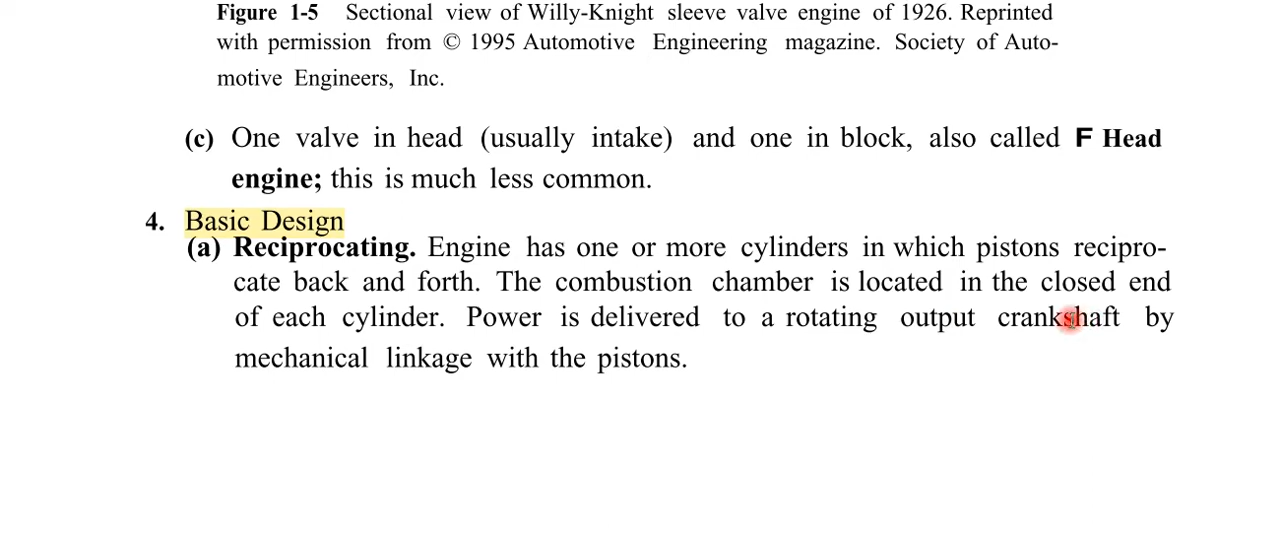 Figure 1-5 Sectional view of Willy-Knight sleeve valve engine of 1926. Reprinted
with permission from © 1995 Automotive Engineering magazine. Society of Auto-
motive Engineers, Inc.
(c) One valve in head (usually intake) and one in block, also called F Head
engine; this is much less common.
4. Basic Design
(a) Reciprocating. Engine has one or more cylinders in which pistons recipro-
cate back and forth. The combustion chamber is located in the closed end
of each cylinder. Power is delivered to a rotating output crankshaft by
mechanical linkage with the pistons.